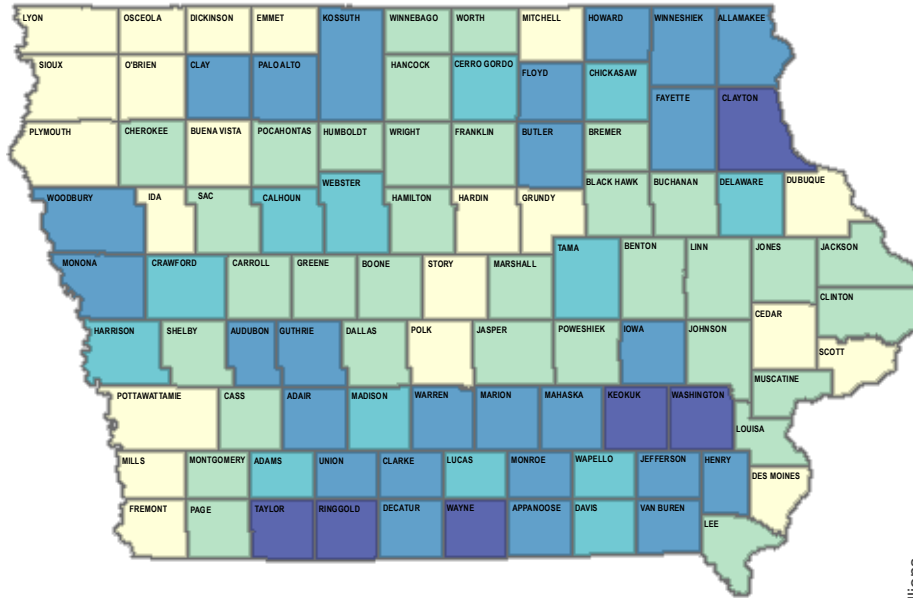 LYON OSCEOLA DICKINSON EMMET KOSSUTH WINNEBAGO WORTH MITCHELL HOWARD WINNESHIEK ALLAMAKEE
SIOUX O'BRIEN CLAY PALO ALTO HANCOCK CERRO GORDO FLOYD CHICKASAW
FAYETTE CLAYTON
PLYMOUTH CHEROKEE BUENA VISTA POCAHONTAS HUMBOLDT WRIGHT FRANKLIN BUTLER BREMER
WOODBURY IDA SAC CALHOUN WEBSTER HAMILTON HARDIN GRUNDY BLACK HAWK BUCHANAN DELAWARE DUBUQUE
MONONA CRAWFORD CARROLL GREENE BOONE STORY MARSHALL TAMA BENTON LINN JONES JACKSON
CLINTON
HARRISON SHELBY AUDUBON GUTHRIE DALLAS POLK JASPER POWESHIEK IOWA JOHNSON CEDAR
SCOTT
MUSCATINE
POTTAWATTAMIE CASS ADAIR MADISON WARREN MARION MAHASKA KEOKUK WASHINGTON
LOUISA
MILLS MONTGOMERY ADAMS UNION CLARKE LUCAS MONROE WAPELLO JEFFERSON HENRY
DES MOINES
FREMONT PAGE TAYLOR RINGGOLD DECATUR WAYNE APPANOOSE DAVIS VAN BUREN
LEE